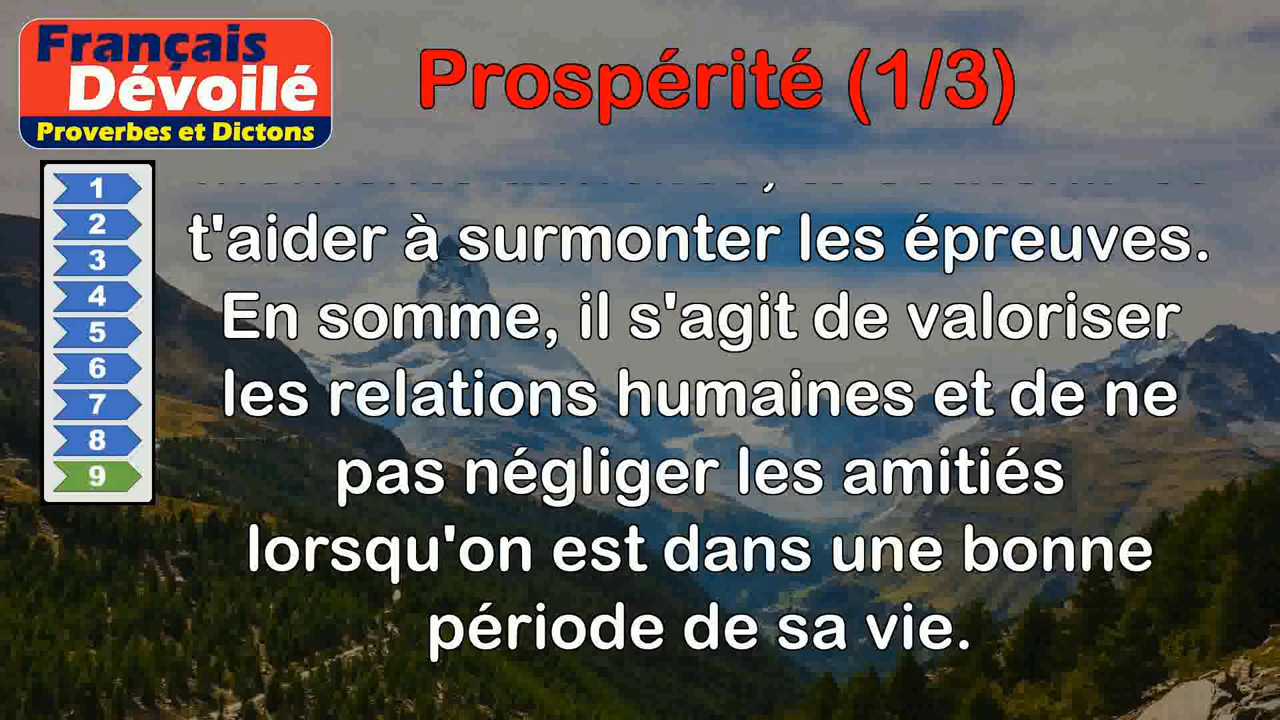 Français
Dévoilé
Proverbes et Dictons
Prospérité (1/3)
1
2
3
4
5
6
7
8
9
t'aider à surmonter les épreuves.
En somme, il s'agit de valoriser
les relations humaines et de ne
pas négliger les amitiés
lorsqu'on est dans une bonne
période de sa vie.